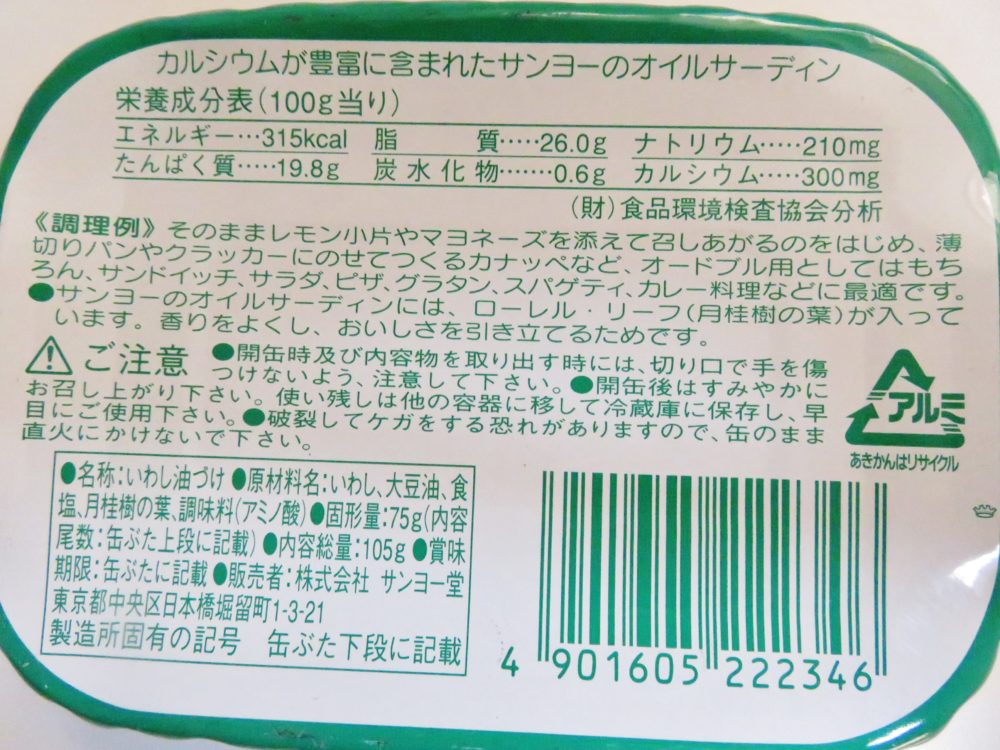 カルシウムが豊富に含まれたサンヨーのオイルサーディン
栄養成分表(100g当り)
エネルギー…315kcal 脂質……26.0g ナトリウム……210mg
たんぱく質……19.8g 炭水化物……0.6g カルシウム……300mg
(財)食品環境検査協会分析
《調理例》そのままレモン小片やマヨネーズを添えて召しあがるのをはじめ、薄
切りパンやクラッカーにのせてつくるカナッペなど、オードブル用としてはもち
ろん、サンドイッチ、サラダ、ピザ、グラタン、スパゲティ、カレー料理などに最適です。
●サンヨーのオイルサーディンには、ローレル・リーフ(月桂樹の葉)が入って
います。香りをよくし、おいしさを引き立てるためです。
⚠ご注意 ●開缶時及び内容物を取り出す時には、切り口で手を傷
つけないよう、注意して下さい。●開缶後はすみやかに
お召し上がり下さい。使い残しは他の容器に移して冷蔵庫に保存し、早
目にご使用下さい。●破裂してケガをする恐れがありますので、缶のまま
直火にかけないで下さい。
アルミ
あきかんはリサイクル
●名称:いわし油づけ●原材料名:いわし、大豆油、食
塩、月桂樹の葉、調味料(アミノ酸)●固形量:75g(内容
尾数:缶ぶた上段に記載)●内容総量:105g●賞味
期限:缶ぶたに記載●販売者:株式会社 サンヨー堂
東京都中央区日本橋堀留町1-3-21
製造所固有の記号 缶ぶた下段に記載
4 901605 222346